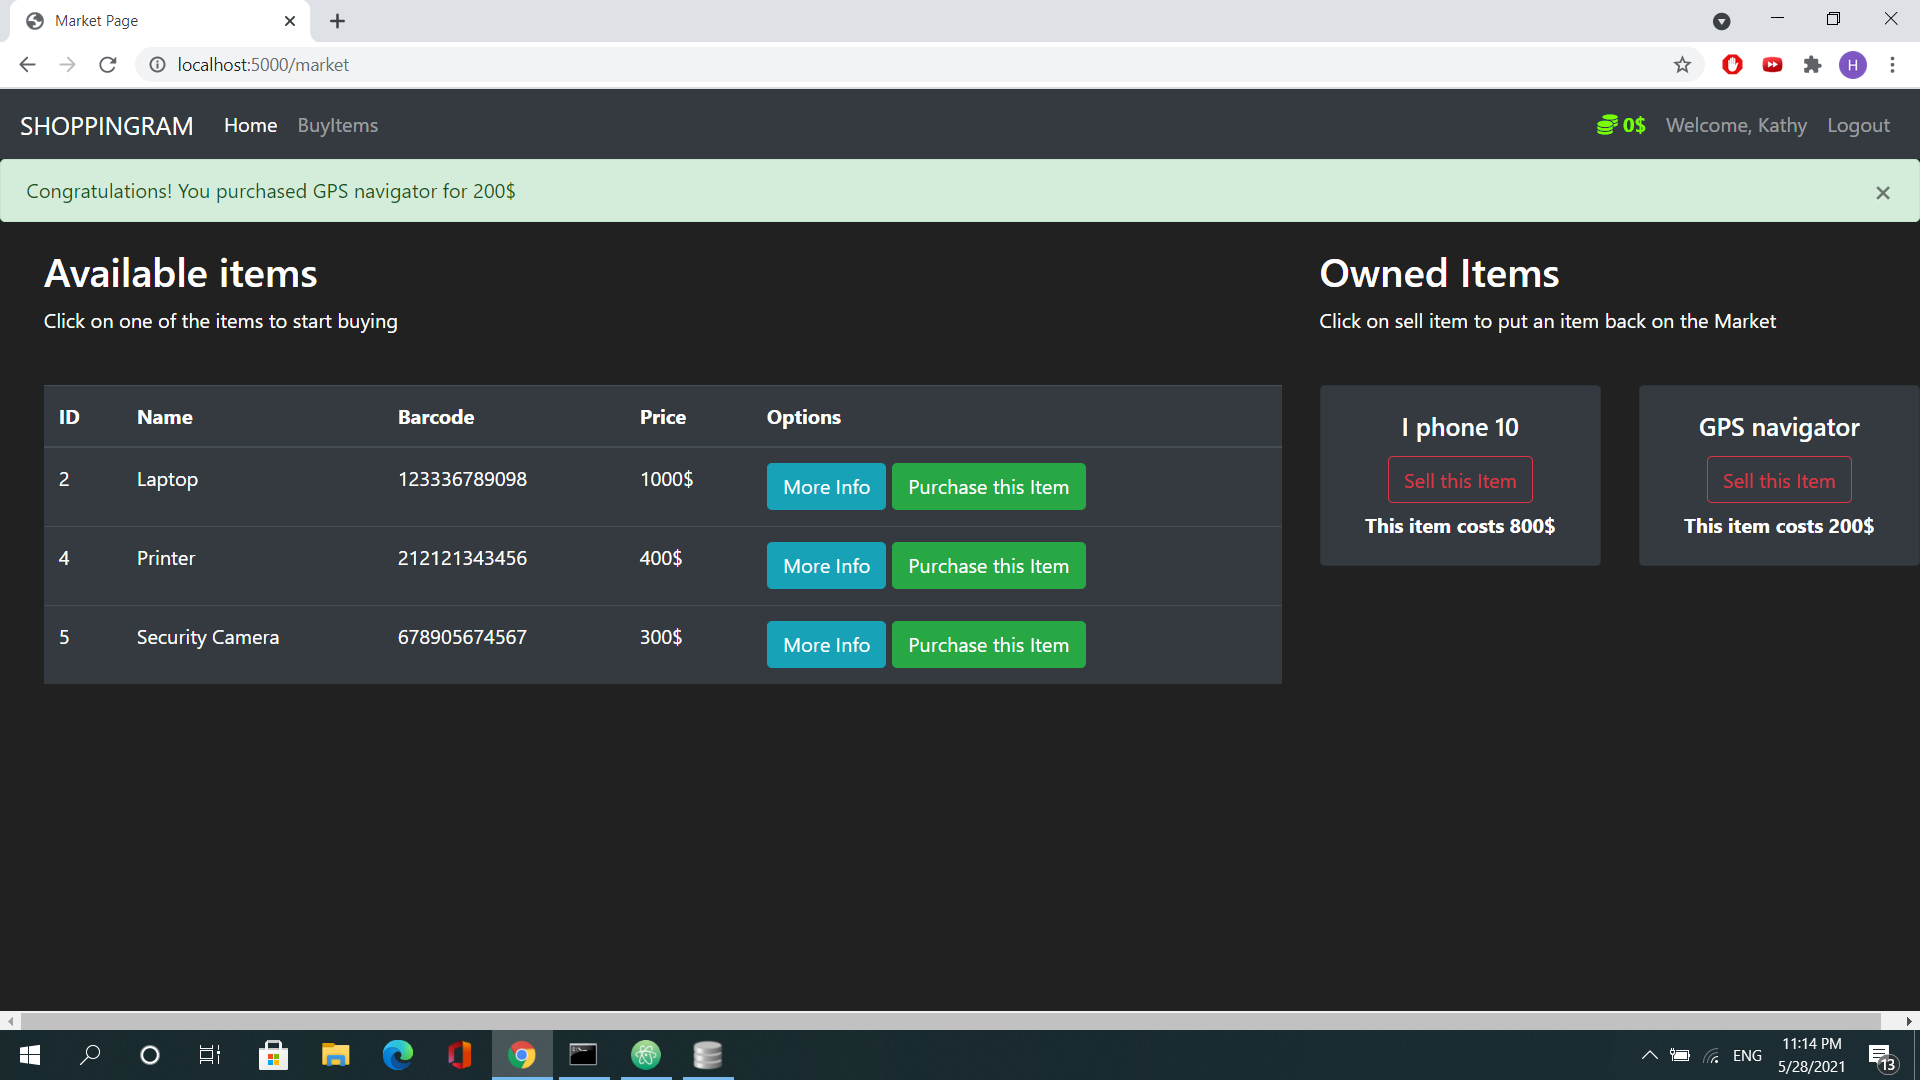 Market Page
localhost:5000/market
H
SHOPPINGRAM Home BuyItems 0$ Welcome, Kathy Logout
Congratulations! You purchased GPS navigator for 200$
Available items
Click on one of the items to start buying
ID Name Barcode Price Options
2 Laptop 123336789098 1000$ More Info Purchase this Item
4 Printer 212121343456 400$ More Info Purchase this Item
5 Security Camera 678905674567 300$ More Info Purchase this Item
Owned Items
Click on sell item to put an item back on the Market
I phone 10
Sell this Item
This item costs 800$
GPS navigator
Sell this Item
This item costs 200$
ENG
11:14 PM
5/28/2021
13